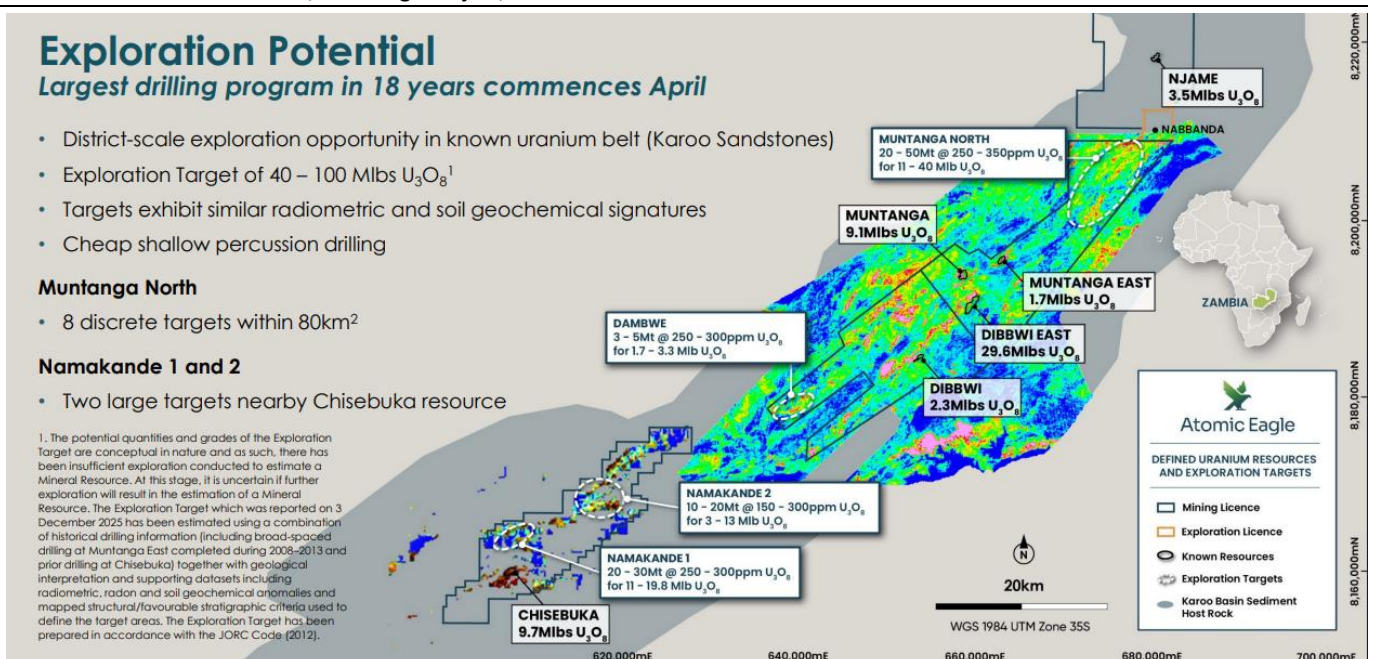 Exploration Potential
Largest drilling program in 18 years commences April
• District-scale exploration opportunity in known uranium belt (Karoo Sandstones)
• Exploration Target of 40 – 100 Mlbs U₃O₈¹
• Targets exhibit similar radiometric and soil geochemical signatures
• Cheap shallow percussion drilling
Muntanga North
• 8 discrete targets within 80km²
Namakande 1 and 2
• Two large targets nearby Chisebuka resource
1. The potential quantities and grades of the Exploration
Target are conceptual in nature and as such, there has
been insufficient exploration conducted to estimate a
Mineral Resource. At this stage, it is uncertain if further
exploration will result in the estimation of a Mineral
Resource. The Exploration Target which was reported on 3
December 2025 has been estimated using a combination
of historical drilling information (including broad-spaced
drilling at Muntanga East completed during 2008–2013 and
prior drilling at Chisebuka) together with geological
interpretation and supporting datasets including
radiometric, radon and soil geochemical anomalies and
mapped structural/favourable stratigraphic criteria used to
define the target areas. The Exploration Target has been
prepared in accordance with the JORC Code (2012).
NJAME
3.5Mlbs U₃O₈
NABBANDA
MUNTANGA NORTH
20 - 50Mt @ 250 - 350ppm U₃O₈
for 11 - 40 Mlb U₃O₈
MUNTANGA
9.1Mlbs U₃O₈
MUNTANGA EAST
1.7Mlbs U₃O₈
DIBBWI EAST
29.6Mlbs U₃O₈
DAMBWE
3 - 5Mt @ 250 - 300ppm U₃O₈
for 1.7 - 3.3 Mlb U₃O₈
DIBBWI
2.3Mlbs U₃O₈
NAMAKANDE 2
10 - 20Mt @ 150 - 300ppm U₃O₈
for 3 - 13 Mlb U₃O₈
NAMAKANDE 1
20 - 30Mt @ 250 - 300ppm U₃O₈
for 11 - 19.8 Mlb U₃O₈
CHISEBUKA
9.7Mlbs U₃O₈
ZAMBIA
Atomic Eagle
DEFINED URANIUM RESOURCES
AND EXPLORATION TARGETS
Mining Licence
Exploration Licence
Known Resources
Exploration Targets
Karoo Basin Sediment
Host Rock
N
20km
WGS 1984 UTM Zone 35S
8,220,000mN
8,200,000mN
8,180,000mN
8,160,000mN
620,000mE
640,000mE
660,000mE
680,000mE
700,000mE